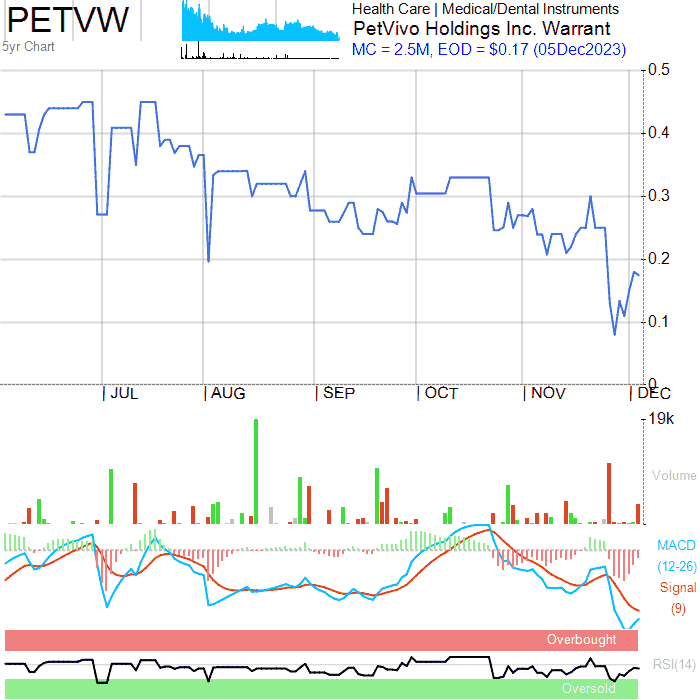 PETVW
5yr Chart
Health Care | Medical/Dental Instruments
PetVivo Holdings Inc. Warrant
MC = 2.5M, EOD = $0.17 (05Dec2023)
0.5
0.4
0.3
0.2
0.1
0
JUL AUG SEP OCT NOV DEC
19k
Volume
MACD
(12-26)
Signal
(9)
Overbought
RSI(14)
Oversold